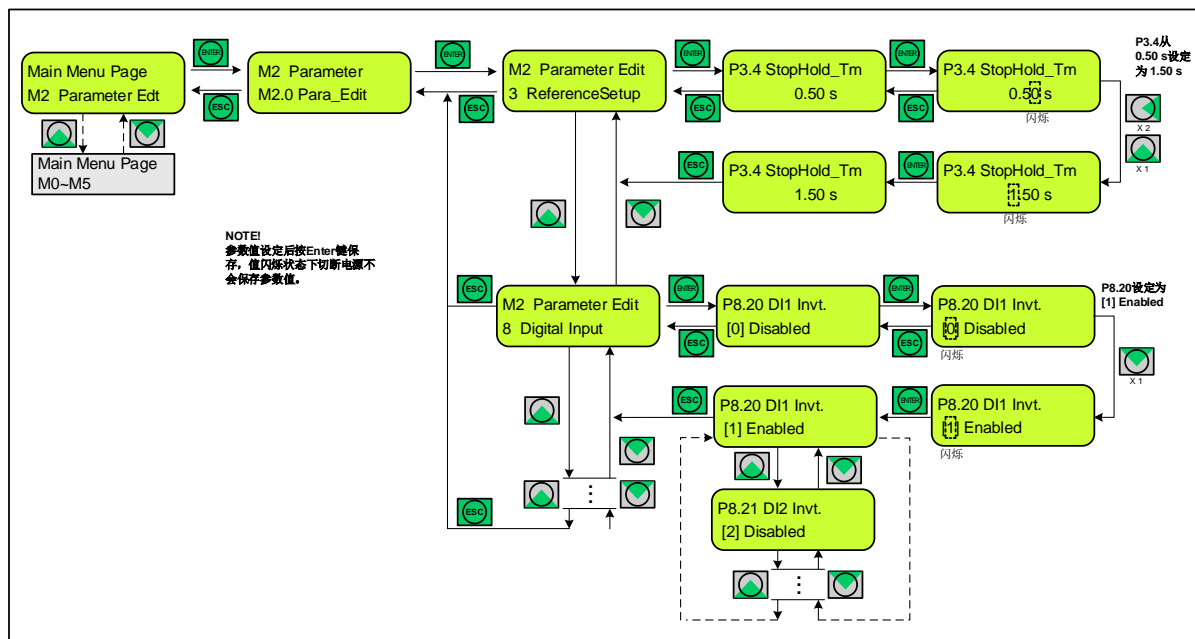 ENTER
ENTER
ENTER
ENTER
P3.4从
0.50 s设定
为 1.50 s
Main Menu Page
M2 Parameter Edt
ESC
M2 Parameter
M2.0 Para_Edit
ESC
M2 Parameter Edit
3 ReferenceSetup
ESC
P3.4 StopHold_Tm
0.50 s
ESC
P3.4 StopHold_Tm
0.50 s
闪烁
X 2
X 1
Main Menu Page
M0~M5
ESC
P3.4 StopHold_Tm
1.50 s
ENTER
P3.4 StopHold_Tm
1.50 s
闪烁
NOTE!
参数值设定后按Enter键保
存，值闪烁状态下切断电源不
会保存参数值。
ESC
M2 Parameter Edit
8 Digital Input
ENTER
ESC
P8.20 DI1 Invt.
[0] Disabled
ENTER
ESC
P8.20 DI1 Invt.
[0] Disabled
闪烁
P8.20设定为
[1] Enabled
X 1
ESC
P8.20 DI1 Invt.
[1] Enabled
ENTER
P8.20 DI1 Invt.
[1] Enabled
闪烁
ESC
P8.21 DI2 Invt.
[2] Disabled